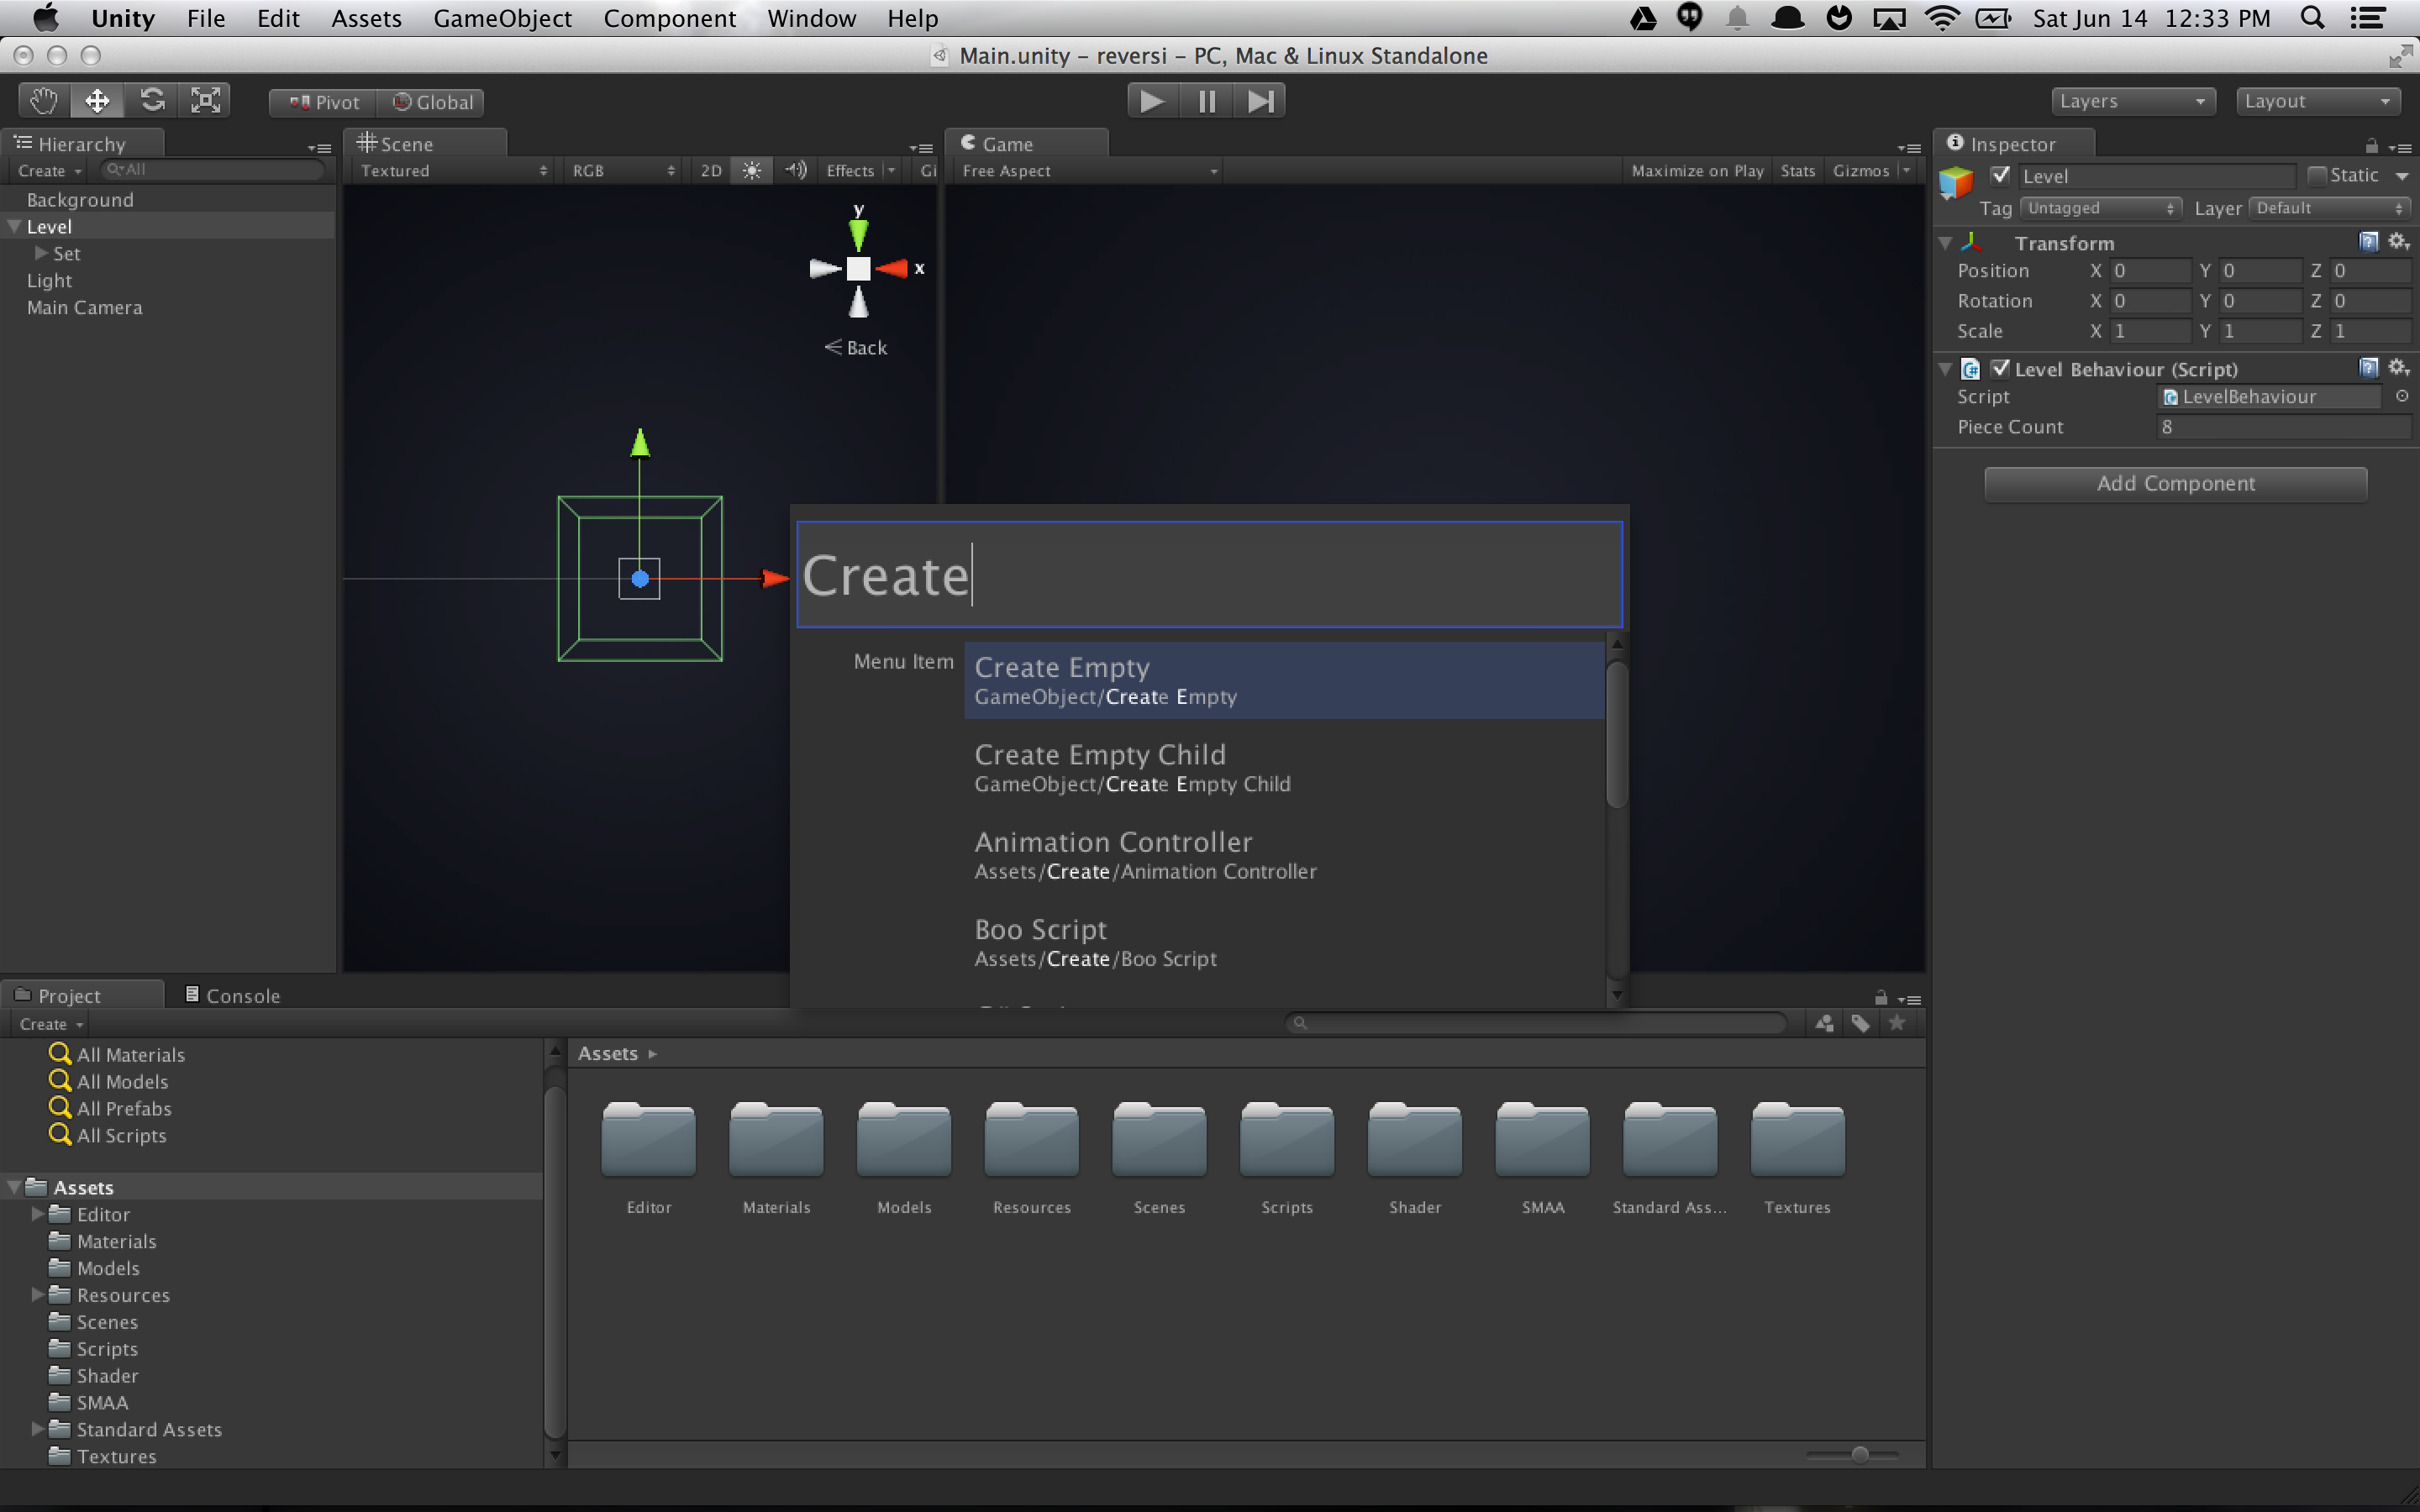 Unity File Edit Assets GameObject Component Window Help Sat Jun 14 12:33 PM
Main.unity – reversi – PC, Mac & Linux Standalone
Pivot Global Layers Layout
Hierarchy
Create All
Background
Level
Set
Light
Main Camera
Scene
Textured RGB 2D Effects Gi
y
x
Back
Game
Free Aspect Maximize on Play Stats Gizmos
Inspector
Level Static
Tag Untagged Layer Default
Transform
Position X 0 Y 0 Z 0
Rotation X 0 Y 0 Z 0
Scale X 1 Y 1 Z 1
Level Behaviour (Script)
Script LevelBehaviour
Piece Count 8
Add Component
Create
Menu Item
Create Empty
GameObject/Create Empty
Create Empty Child
GameObject/Create Empty Child
Animation Controller
Assets/Create/Animation Controller
Boo Script
Assets/Create/Boo Script
Project Console
Create
All Materials
All Models
All Prefabs
All Scripts
Assets
Editor
Materials
Models
Resources
Scenes
Scripts
Shader
SMAA
Standard Assets
Textures
Assets
Editor Materials Models Resources Scenes Scripts Shader SMAA Standard Ass... Textures